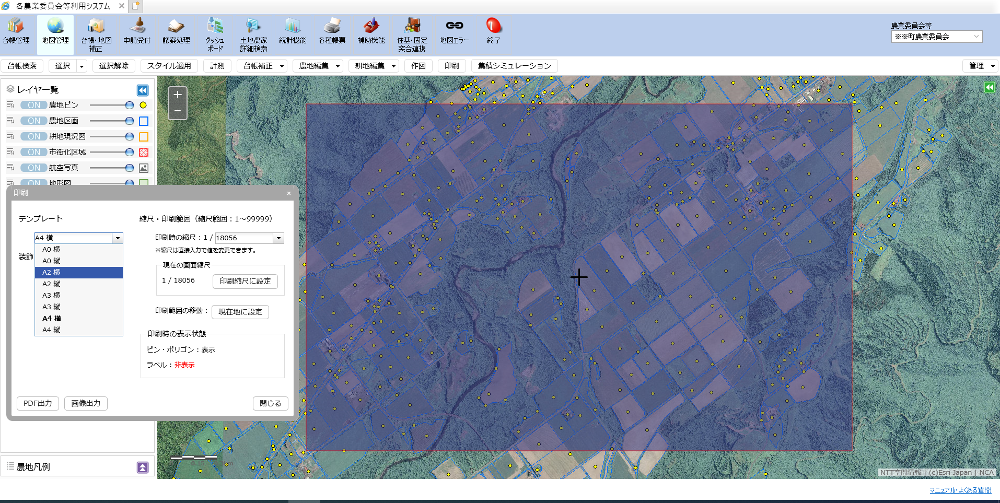 各農業委員会等利用システム
台帳管理
地図管理
台帳・地図
補正
申請受付
議案処理
ダッシュ
ボード
土地農家
詳細検索
統計機能
各種帳票
補助機能
住基・固定
突合連携
地図エラー
終了
農業委員会等
※※町農業委員会
台帳検索
選択
選択解除
スタイル適用
計測
台帳補正
農地編集
耕地編集
作図
印刷
集積シミュレーション
管理
レイヤ一覧
ON 農地ピン
ON 農地区画
ON 耕地現況図
ON 市街化区域
ON 航空写真
ON 地形図
+
−
印刷
×
テンプレート
A4 横
A0 横
A0 縦
A2 横
A2 縦
A3 横
A3 縦
A4 横
A4 縦
装飾
縮尺・印刷範囲（縮尺範囲：1～99999）
印刷時の縮尺：1 / 18056
※縮尺は直接入力で値を変更できます。
現在の画面縮尺
1 / 18056
印刷縮尺に設定
印刷範囲の移動：
現在地に設定
印刷時の表示状態
ピン・ポリゴン：表示
ラベル：非表示
PDF出力
画像出力
閉じる
農地凡例
0.15
NTT空間情報 | (c)Esri Japan | NCA
マニュアル・よくある質問